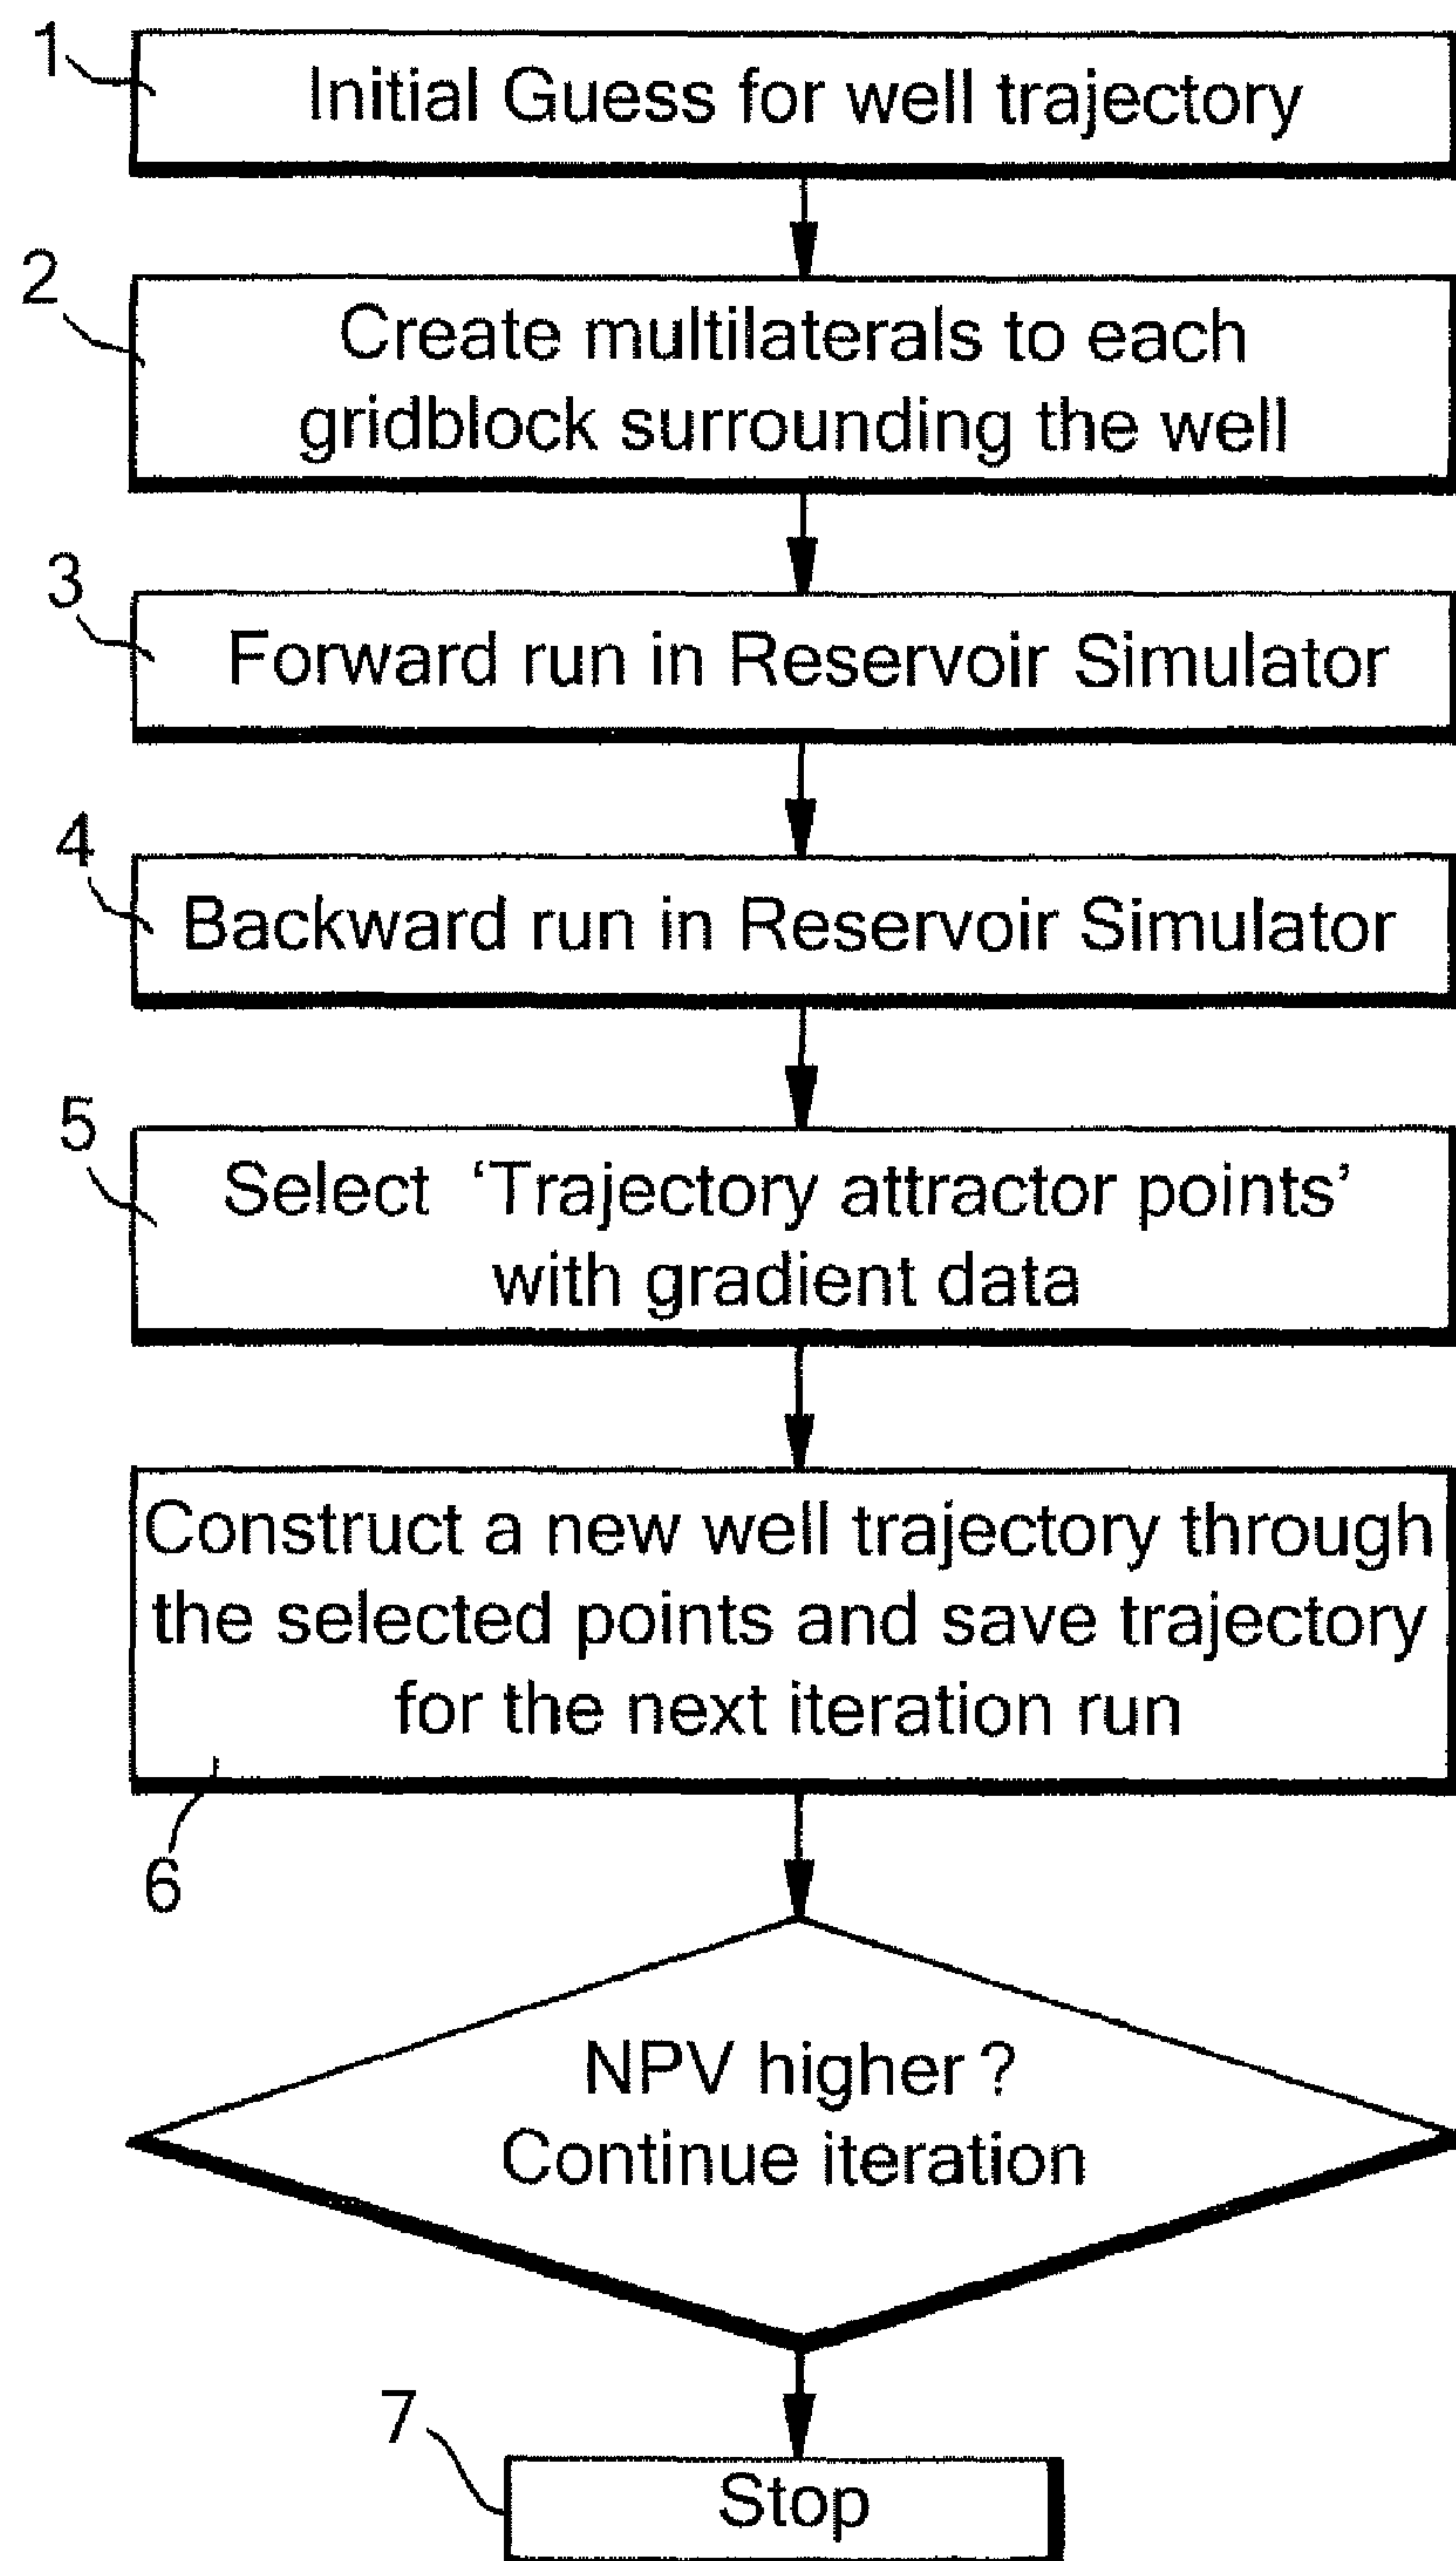 1
Initial Guess for well trajectory
2
Create multilaterals to each
gridblock surrounding the well
3
Forward run in Reservoir Simulator
4
Backward run in Reservoir Simulator
5
Select ‘Trajectory attractor points’
with gradient data
Construct a new well trajectory through
the selected points and save trajectory
for the next iteration run
6
NPV higher ?
Continue iteration
7
Stop